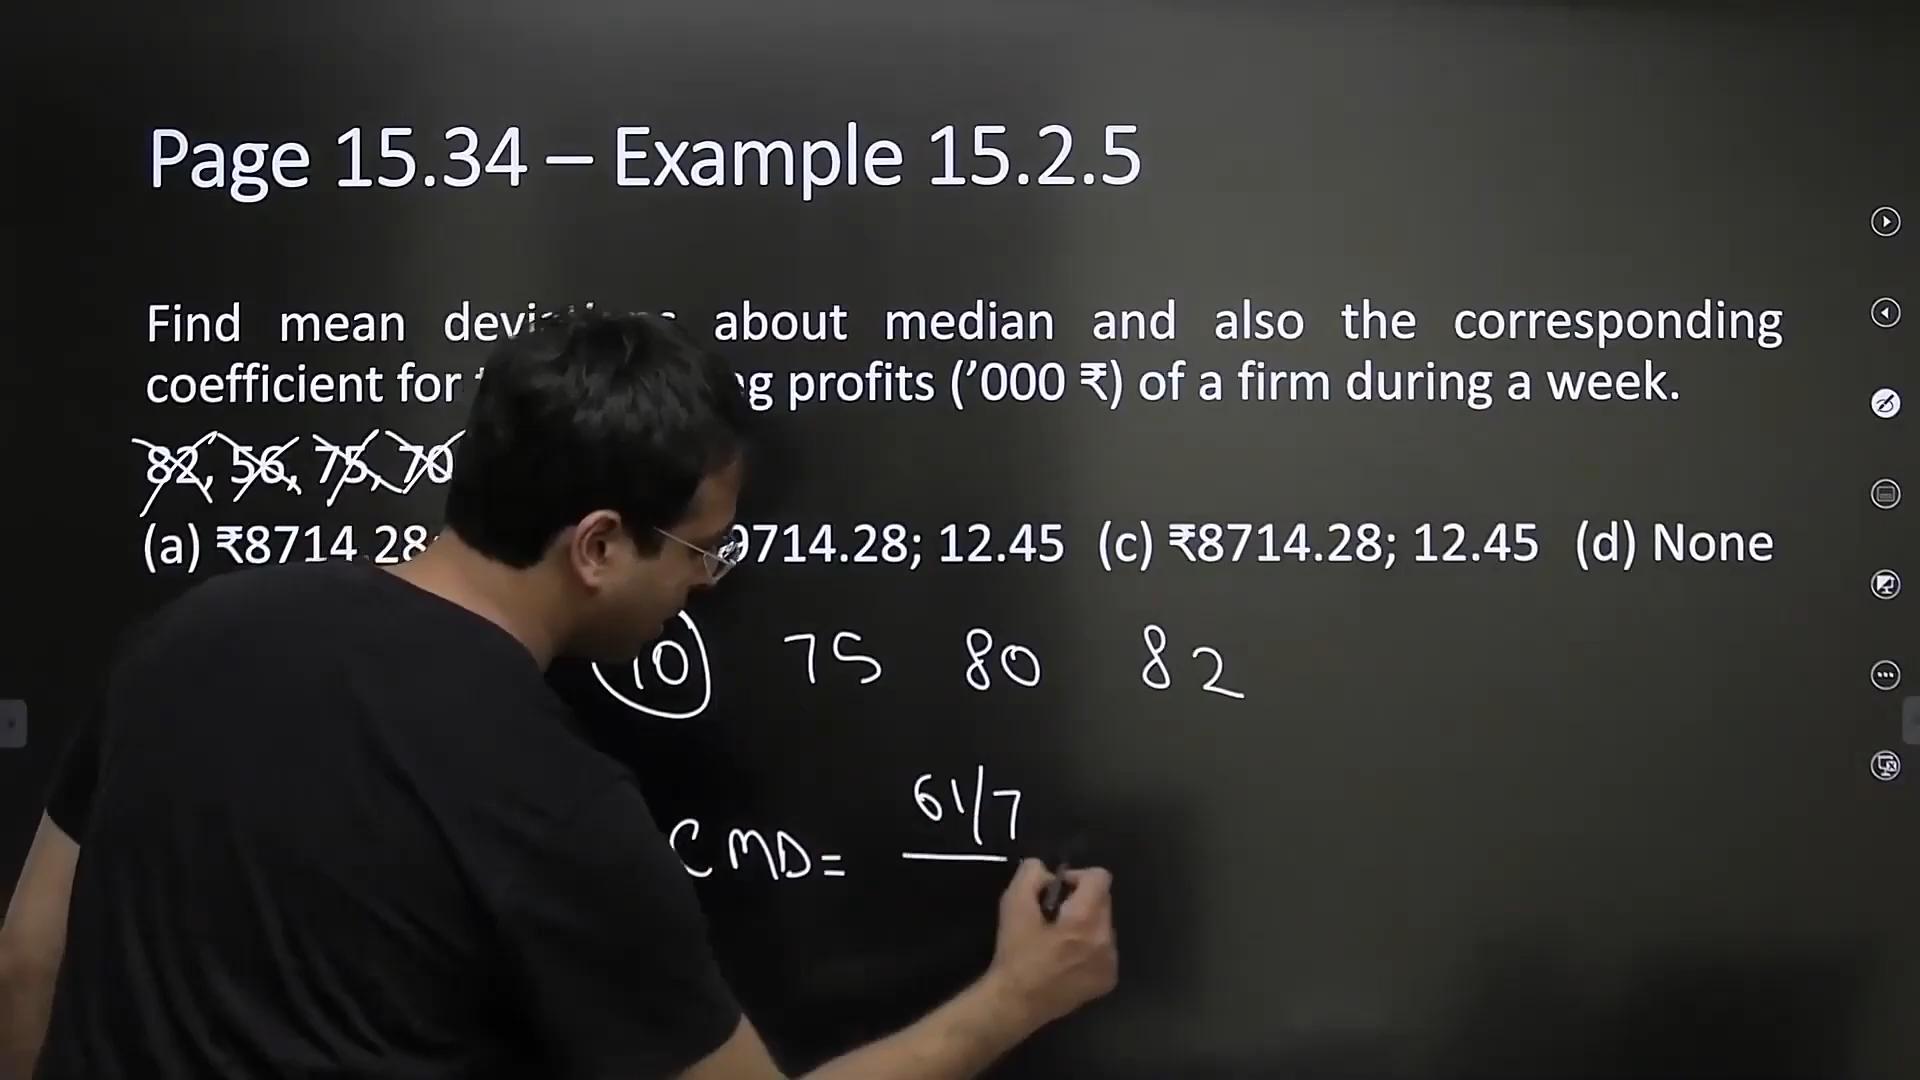 Page 15.34 – Example 15.2.5
Find mean about median and also the corresponding
coefficient for profits (’000 ₹) of a firm during a week.
82, 56, 75, 70
(a) ₹8714.28 9714.28; 12.45 (c) ₹8714.28; 12.45 (d) None
75 80 82
61/7
CMD=